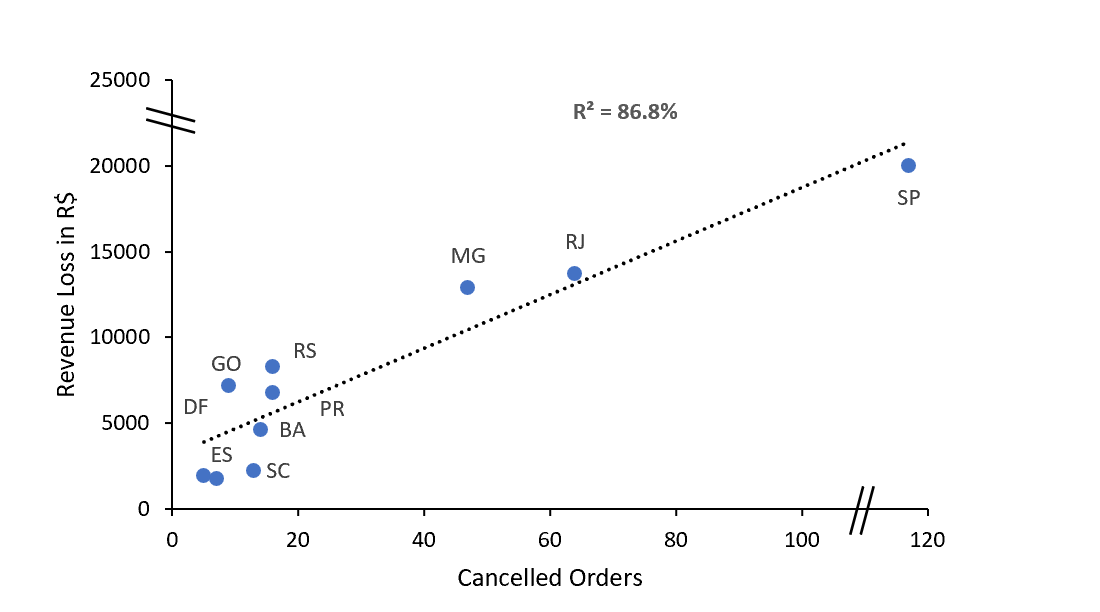 25000
R² = 86.8%
20000
SP
RJ
15000
MG
Revenue Loss in R$
10000
RS
GO
DF
PR
5000
BA
ES
SC
0
0 20 40 60 80 100 120
Cancelled Orders